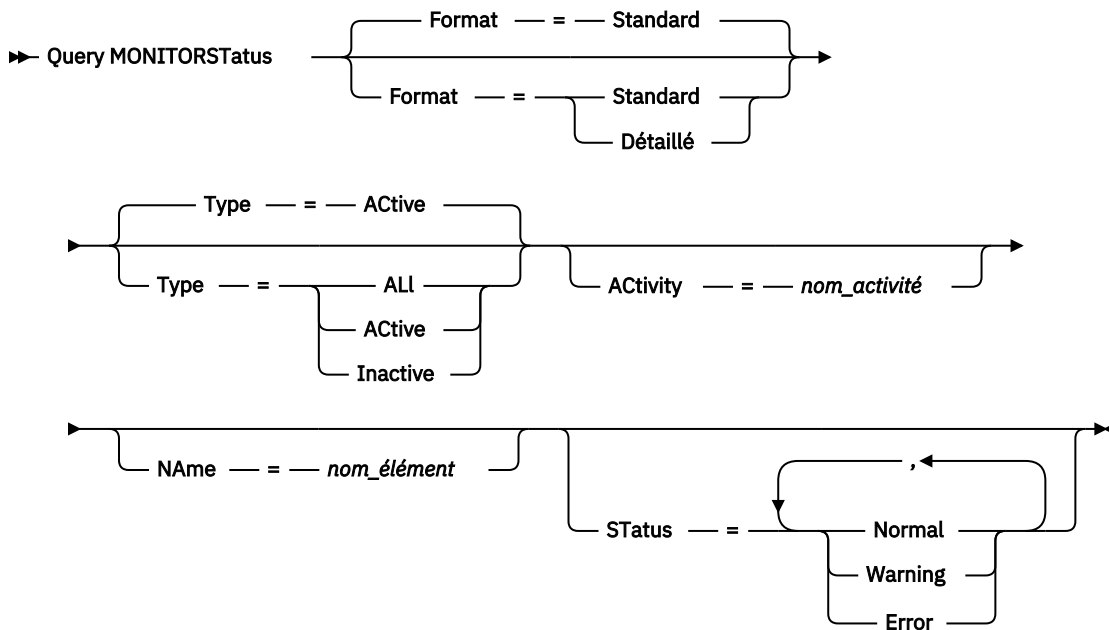 Format = Standard
Query MONITORSTatus
Format = Standard
Détaillé
Type = ACtive
Type = ALl
ACtivity = nom_activité
ACtive
Inactive
NAme = nom_élément
,
STatus = Normal
Warning
Error